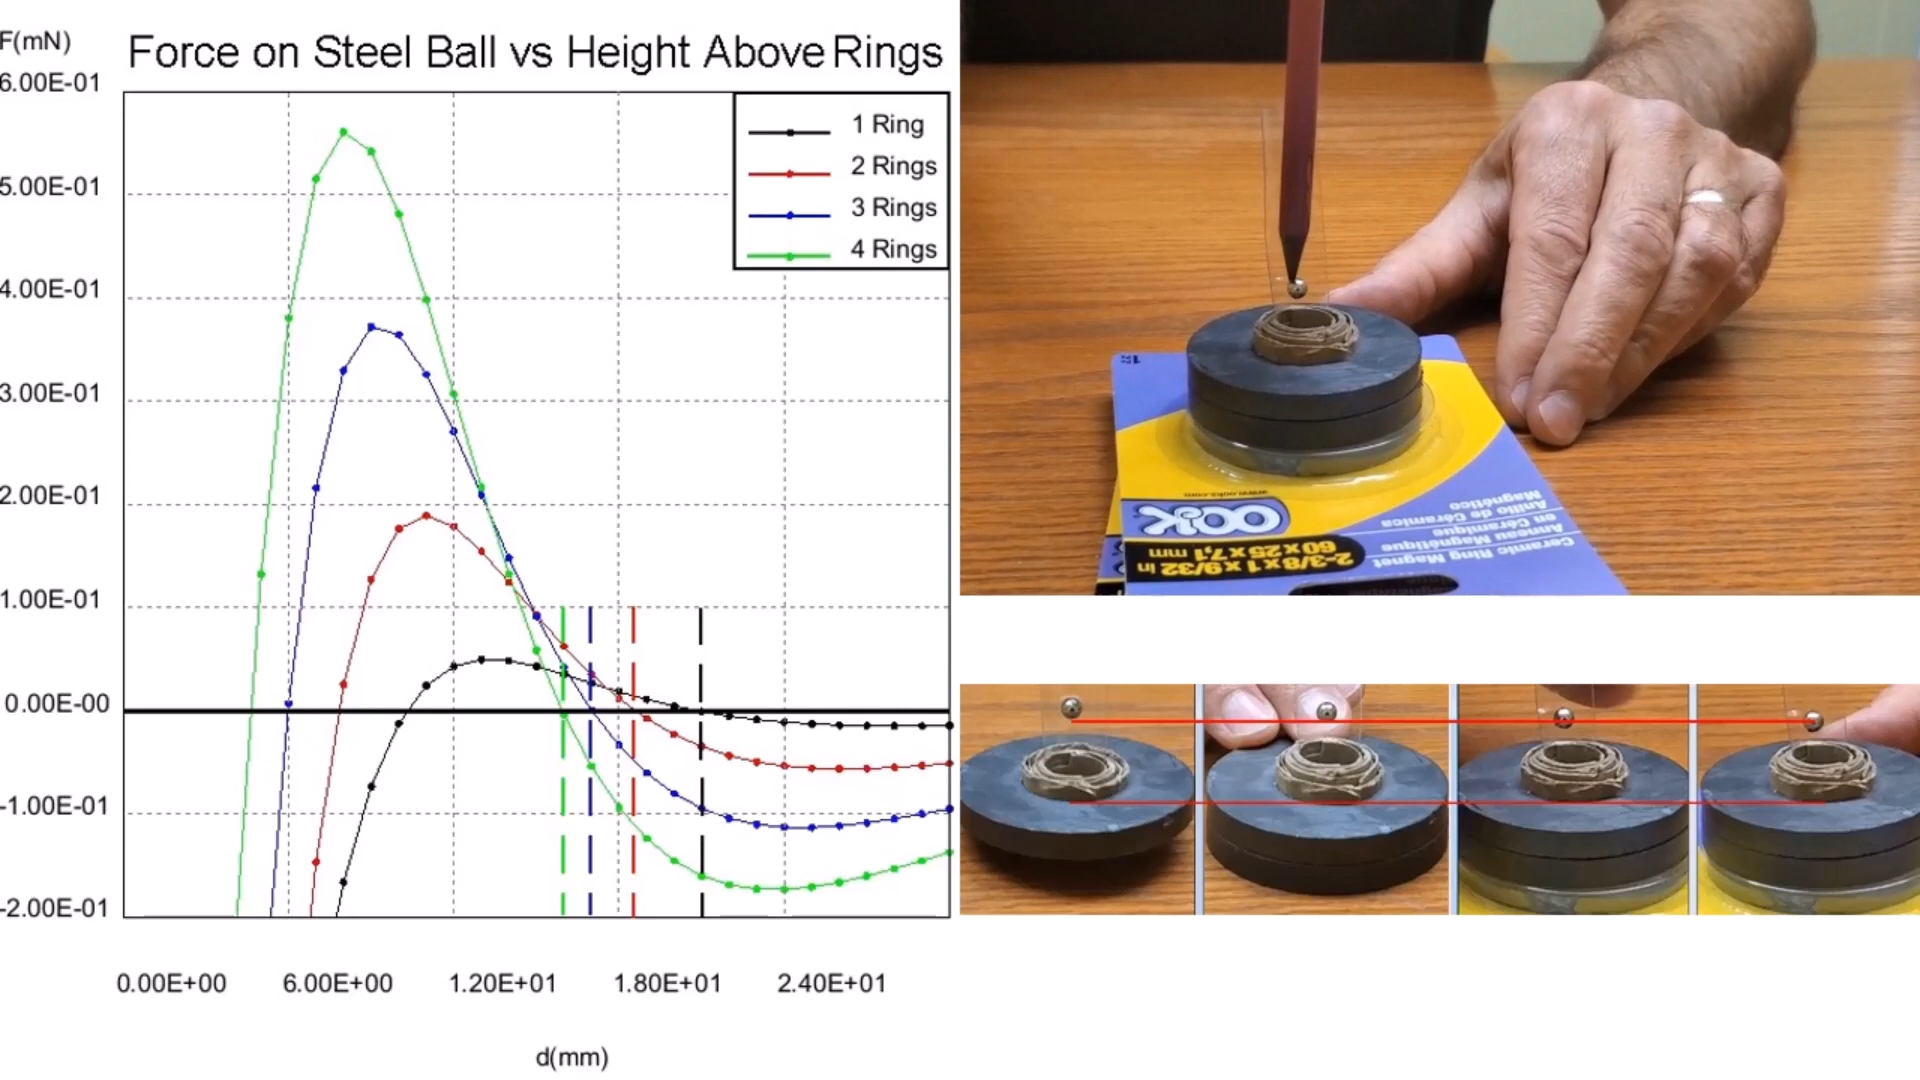 F(mN)
Force on Steel Ball vs Height Above Rings
6.00E-01
5.00E-01
4.00E-01
3.00E-01
2.00E-01
1.00E-01
0.00E-00
-1.00E-01
-2.00E-01
1 Ring
2 Rings
3 Rings
4 Rings
0.00E+00 6.00E+00 1.20E+01 1.80E+01 2.40E+01
d(mm)
www.ooks.com
OOK
2-3/8 x 1 x 9/32 in
60 x 25 x 7,1 mm
Ceramic Ring Magnet
Anneau Magnétique
en Céramique
Anillo de Cerámica
Magnético